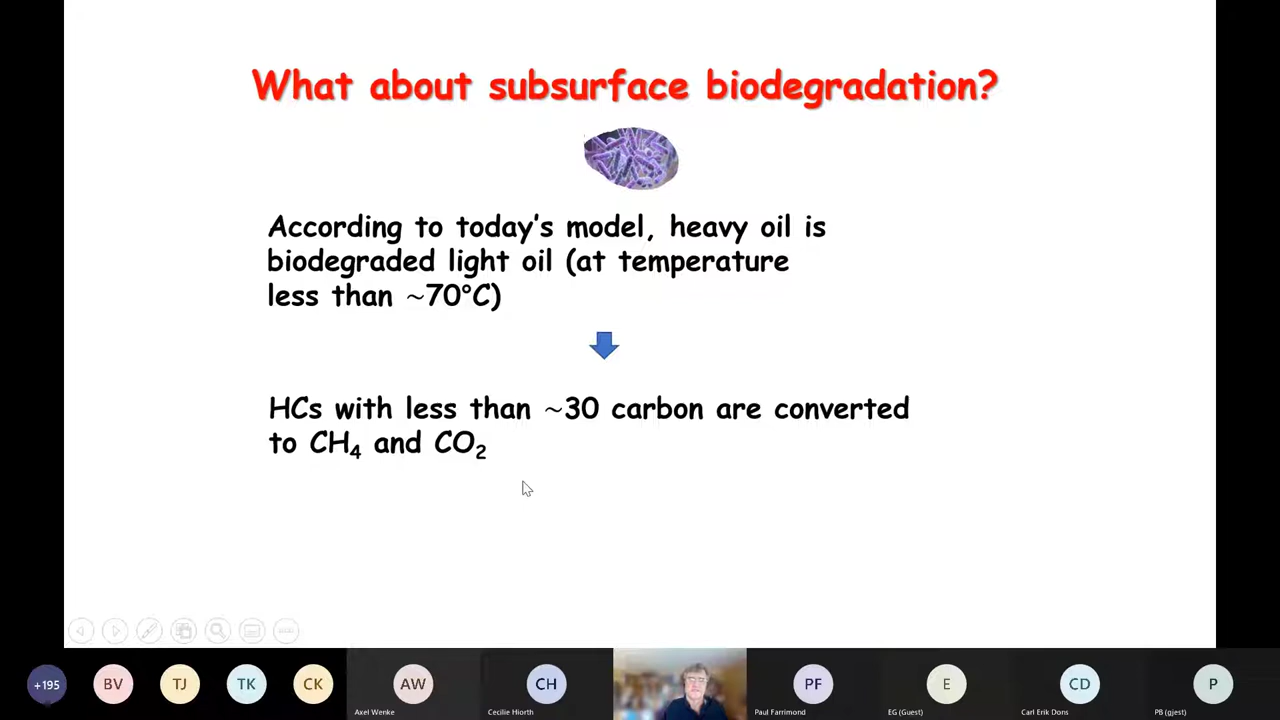 What about subsurface biodegradation?
According to today's model, heavy oil is
biodegraded light oil (at temperature
less than ~70°C)
HCs with less than ~30 carbon are converted
to CH₄ and CO₂
+195
BV
TJ
TK
CK
AW
CH
PF
E
CD
P
Axel Wenke
Cecilie Hiorth
Paul Farrimond
EG (Guest)
Carl Erik Dons
PB (gjest)